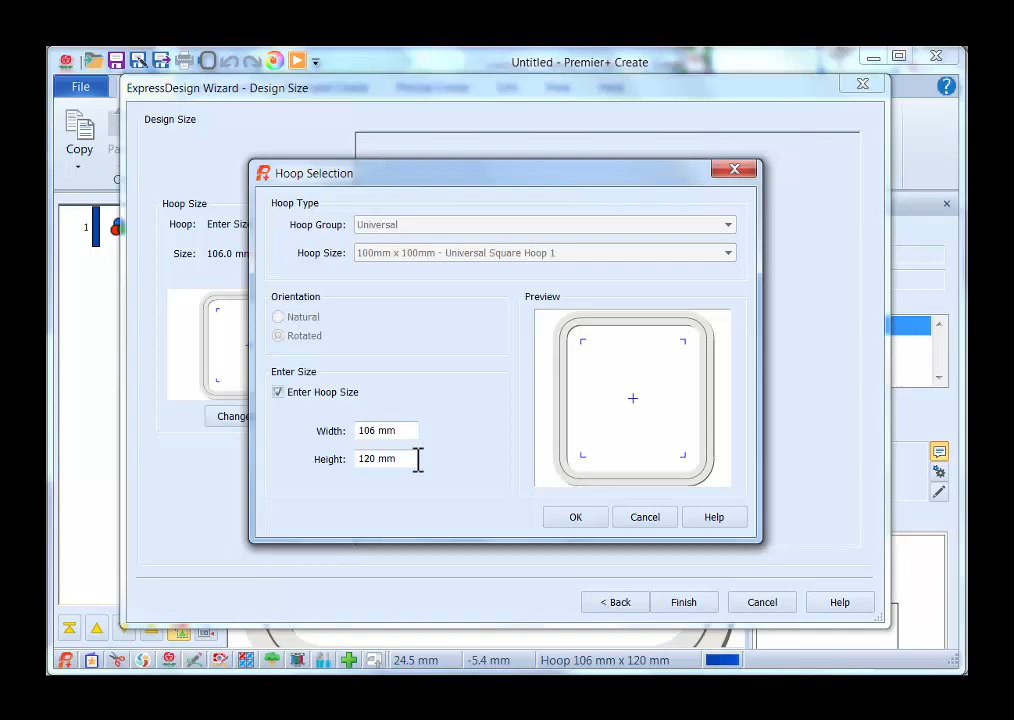 Untitled - Premier+ Create
File
ExpressDesign Wizard - Design Size
Design Size
Copy
Hoop Selection
Hoop Type
Hoop Size
Hoop Group: Universal
Hoop: Enter Size
1
Hoop Size: 100mm x 100mm - Universal Square Hoop 1
Size: 106.0 mm
Orientation
Preview
Natural
Rotated
Enter Size
Enter Hoop Size
Change
Width: 106 mm
Height: 120 mm
OK
Cancel
Help
< Back
Finish
Cancel
Help
24.5 mm
-5.4 mm
Hoop 106 mm x 120 mm